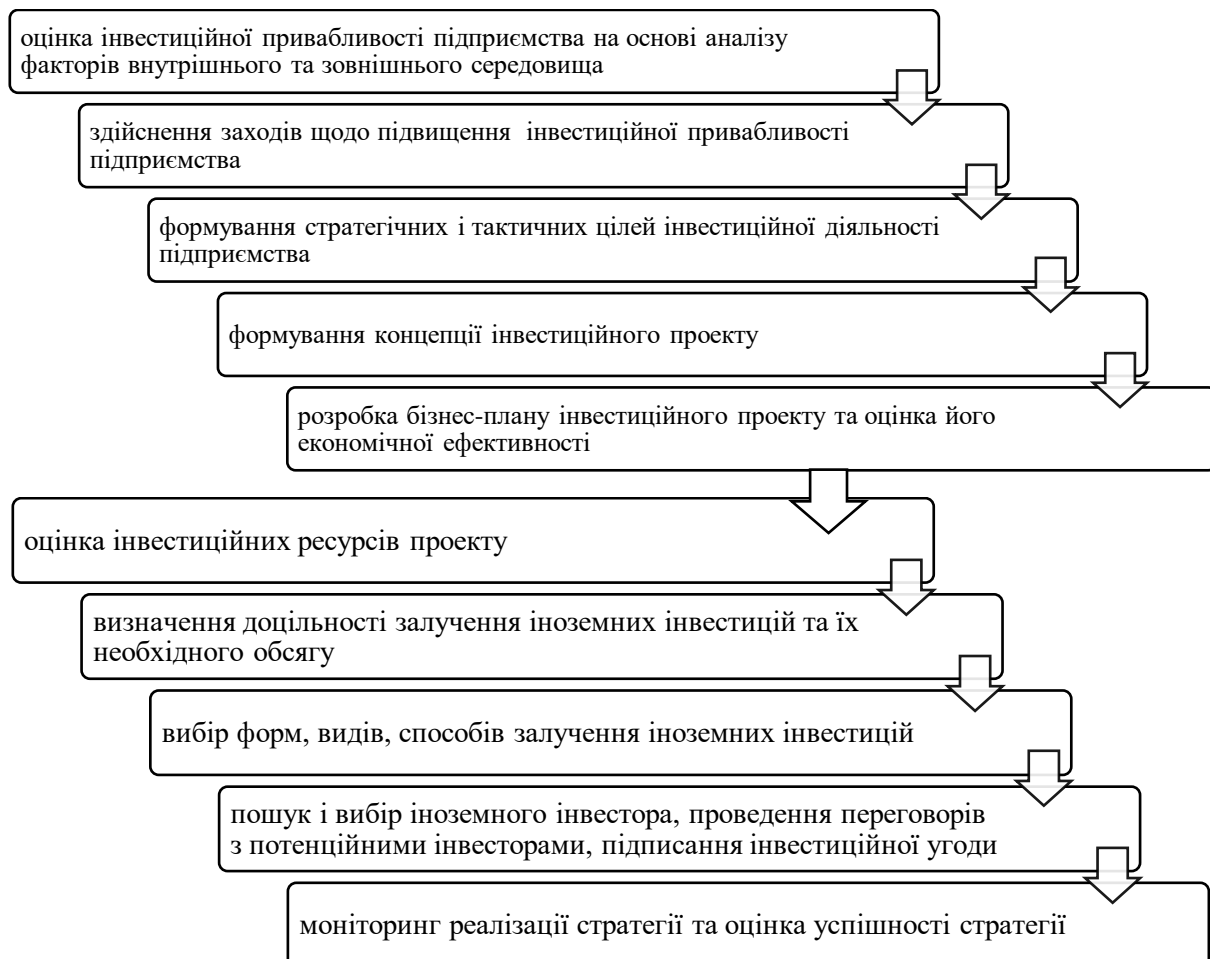 оцінка інвестиційної привабливості підприємства на основі аналізу
факторів внутрішнього та зовнішнього середовища
здійснення заходів щодо підвищення інвестиційної привабливості
підприємства
формування стратегічних і тактичних цілей інвестиційної діяльності
підприємства
формування концепції інвестиційного проекту
розробка бізнес-плану інвестиційного проекту та оцінка його
економічної ефективності
оцінка інвестиційних ресурсів проекту
визначення доцільності залучення іноземних інвестицій та їх
необхідного обсягу
вибір форм, видів, способів залучення іноземних інвестицій
пошук і вибір іноземного інвестора, проведення переговорів
з потенційними інвесторами, підписання інвестиційної угоди
моніторинг реалізації стратегії та оцінка успішності стратегії